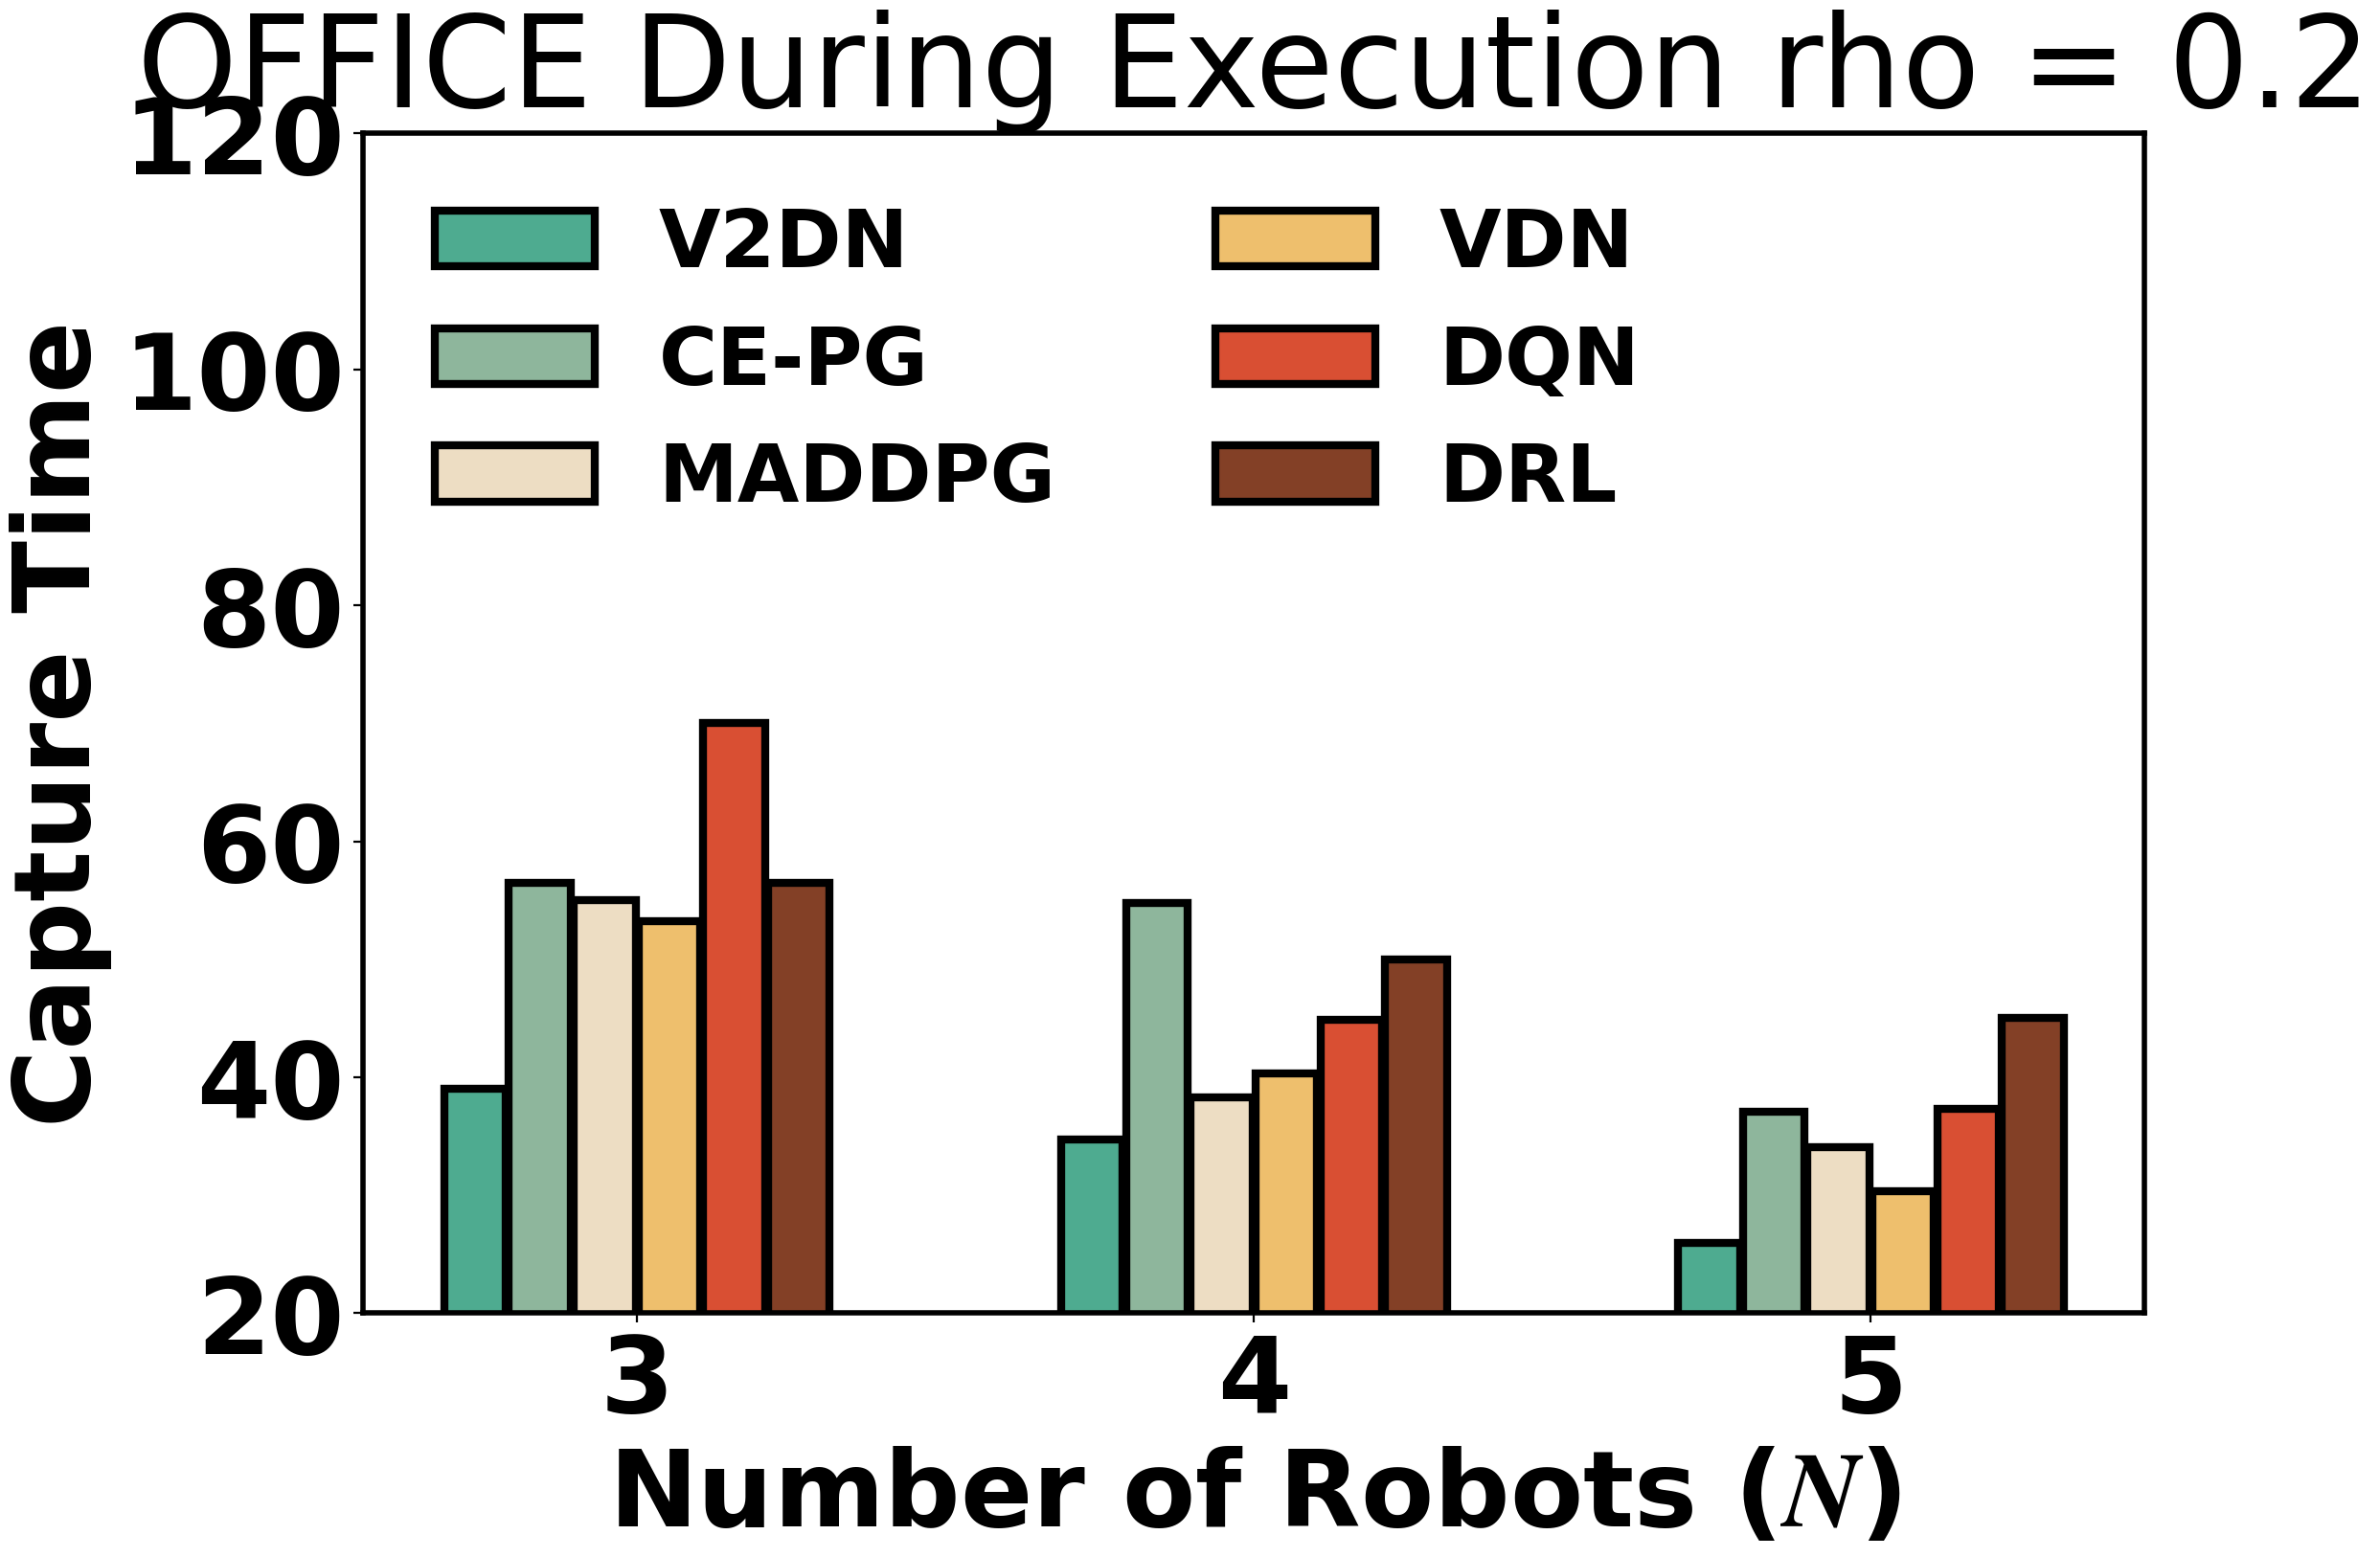 OFFICE During Execution rho = 0.2
120
100
80
60
40
20
Capture Time
V2DN
CE-PG
MADDPG
VDN
DQN
DRL
3 4 5
Number of Robots (N)